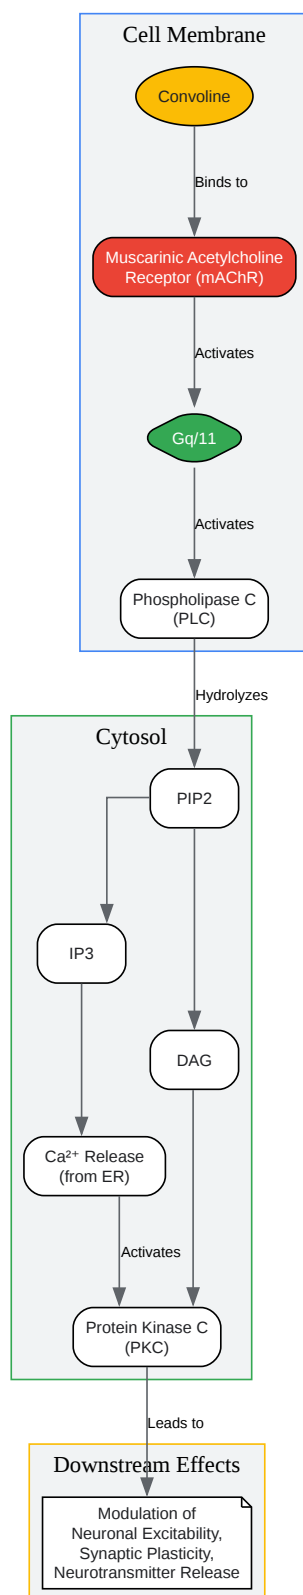 Cell Membrane
Convoline
Binds to
Muscarinic Acetylcholine
Receptor (mAChR)
Activates
Gq/11
Activates
Phospholipase C
(PLC)
Hydrolyzes
Cytosol
PIP2
IP3
DAG
Ca²⁺ Release
(from ER)
Activates
Protein Kinase C
(PKC)
Leads to
Downstream Effects
Modulation of
Neuronal Excitability,
Synaptic Plasticity,
Neurotransmitter Release